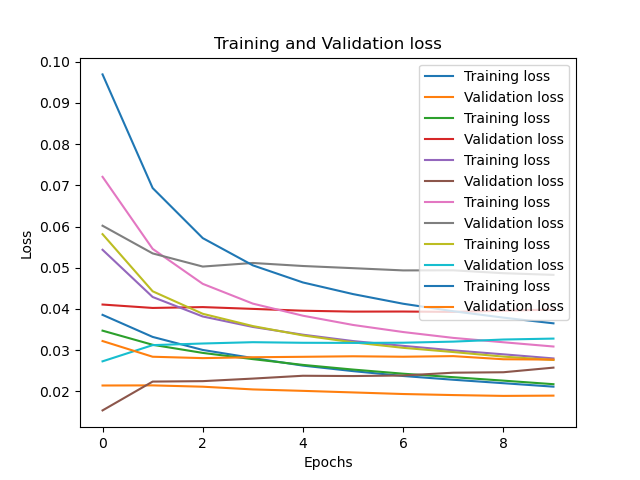 Training and Validation loss
0.10
0.09
0.08
0.07
0.06
0.05
0.04
0.03
0.02
Loss
Training loss
Validation loss
Training loss
Validation loss
Training loss
Validation loss
Training loss
Validation loss
Training loss
Validation loss
Training loss
Validation loss
0 2 4 6 8
Epochs